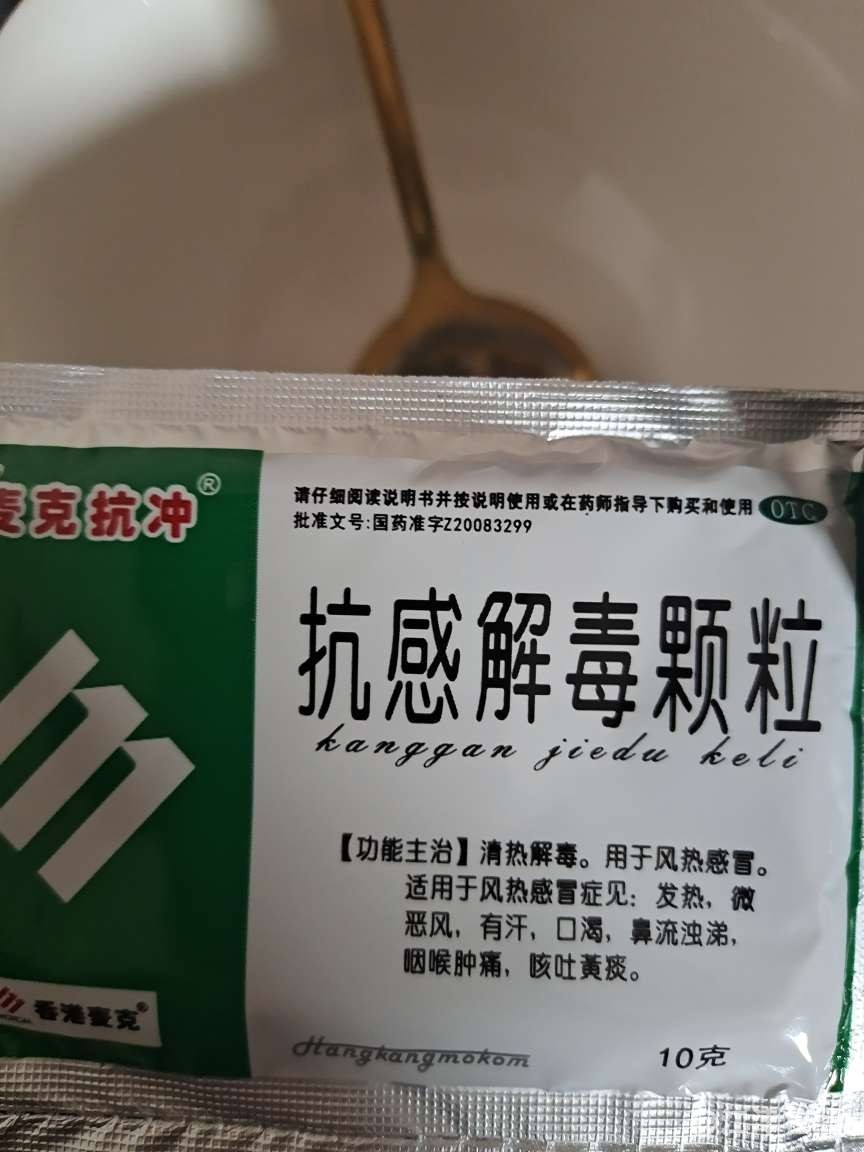 麦克抗冲®
请仔细阅读说明书并按说明使用或在药师指导下购买和使用 OTC
批准文号:国药准字Z20083299
抗感解毒颗粒
kanggan jiedu keli
【功能主治】清热解毒。用于风热感冒。
适用于风热感冒症见：发热，微
恶风，有汗，口渴，鼻流浊涕，
咽喉肿痛，咳吐黃痰。
香港麦克®
Hangkangmokom
10克